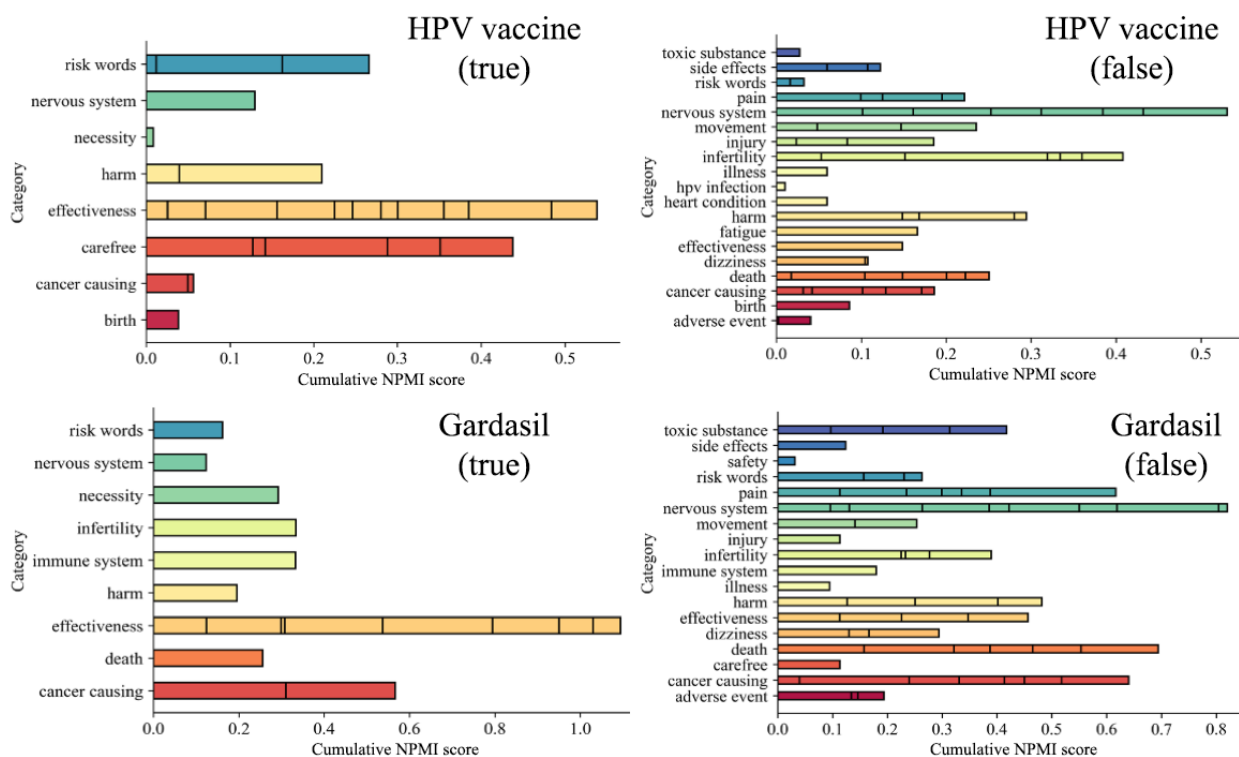 HPV vaccine
(true)
Category
risk words
nervous system
necessity
harm
effectiveness
carefree
cancer causing
birth
0.0 0.1 0.2 0.3 0.4 0.5
Cumulative NPMI score
HPV vaccine
(false)
Category
toxic substance
side effects
risk words
pain
nervous system
movement
injury
infertility
illness
hpv infection
heart condition
harm
fatigue
effectiveness
dizziness
death
cancer causing
birth
adverse event
0.0 0.1 0.2 0.3 0.4 0.5
Cumulative NPMI score
Gardasil
(true)
Category
risk words
nervous system
necessity
infertility
immune system
harm
effectiveness
death
cancer causing
0.0 0.2 0.4 0.6 0.8 1.0
Cumulative NPMI score
Gardasil
(false)
Category
toxic substance
side effects
safety
risk words
pain
nervous system
movement
injury
infertility
immune system
illness
harm
effectiveness
dizziness
death
carefree
cancer causing
adverse event
0.0 0.1 0.2 0.3 0.4 0.5 0.6 0.7 0.8
Cumulative NPMI score